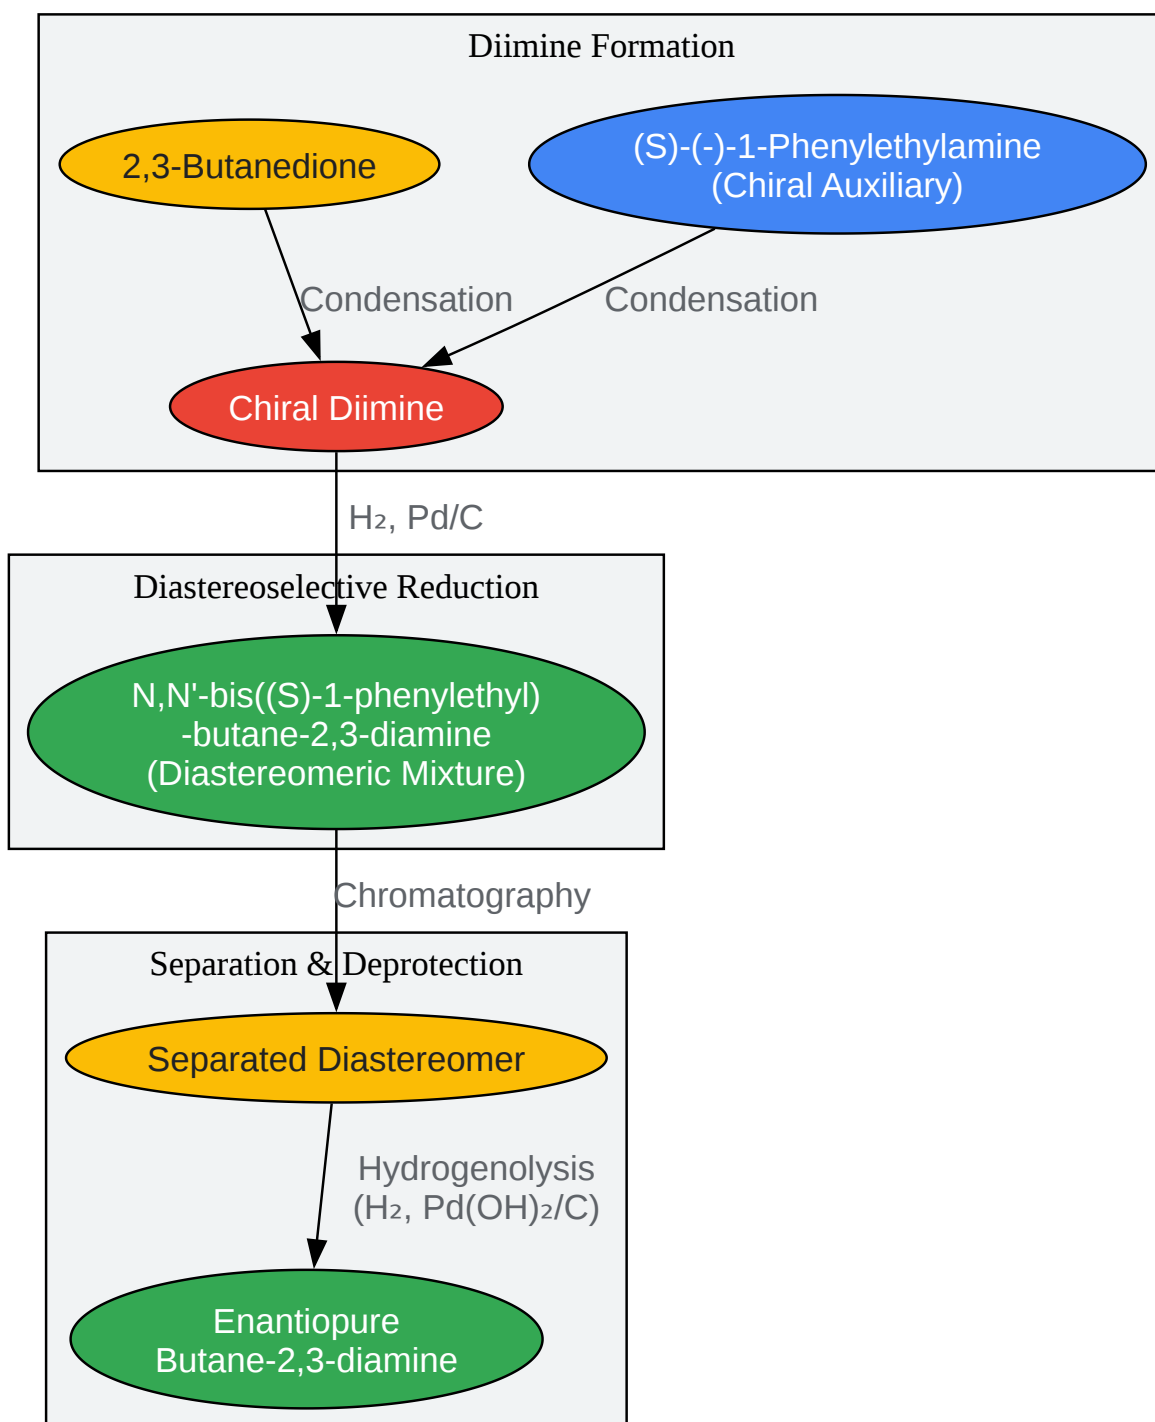 Diimine Formation
2,3-Butanedione
(S)-(-)-1-Phenylethylamine
(Chiral Auxiliary)
Condensation
Condensation
Chiral Diimine
H₂, Pd/C
Diastereoselective Reduction
N,N'-bis((S)-1-phenylethyl)
-butane-2,3-diamine
(Diastereomeric Mixture)
Chromatography
Separation & Deprotection
Separated Diastereomer
Hydrogenolysis
(H₂, Pd(OH)₂/C)
Enantiopure
Butane-2,3-diamine